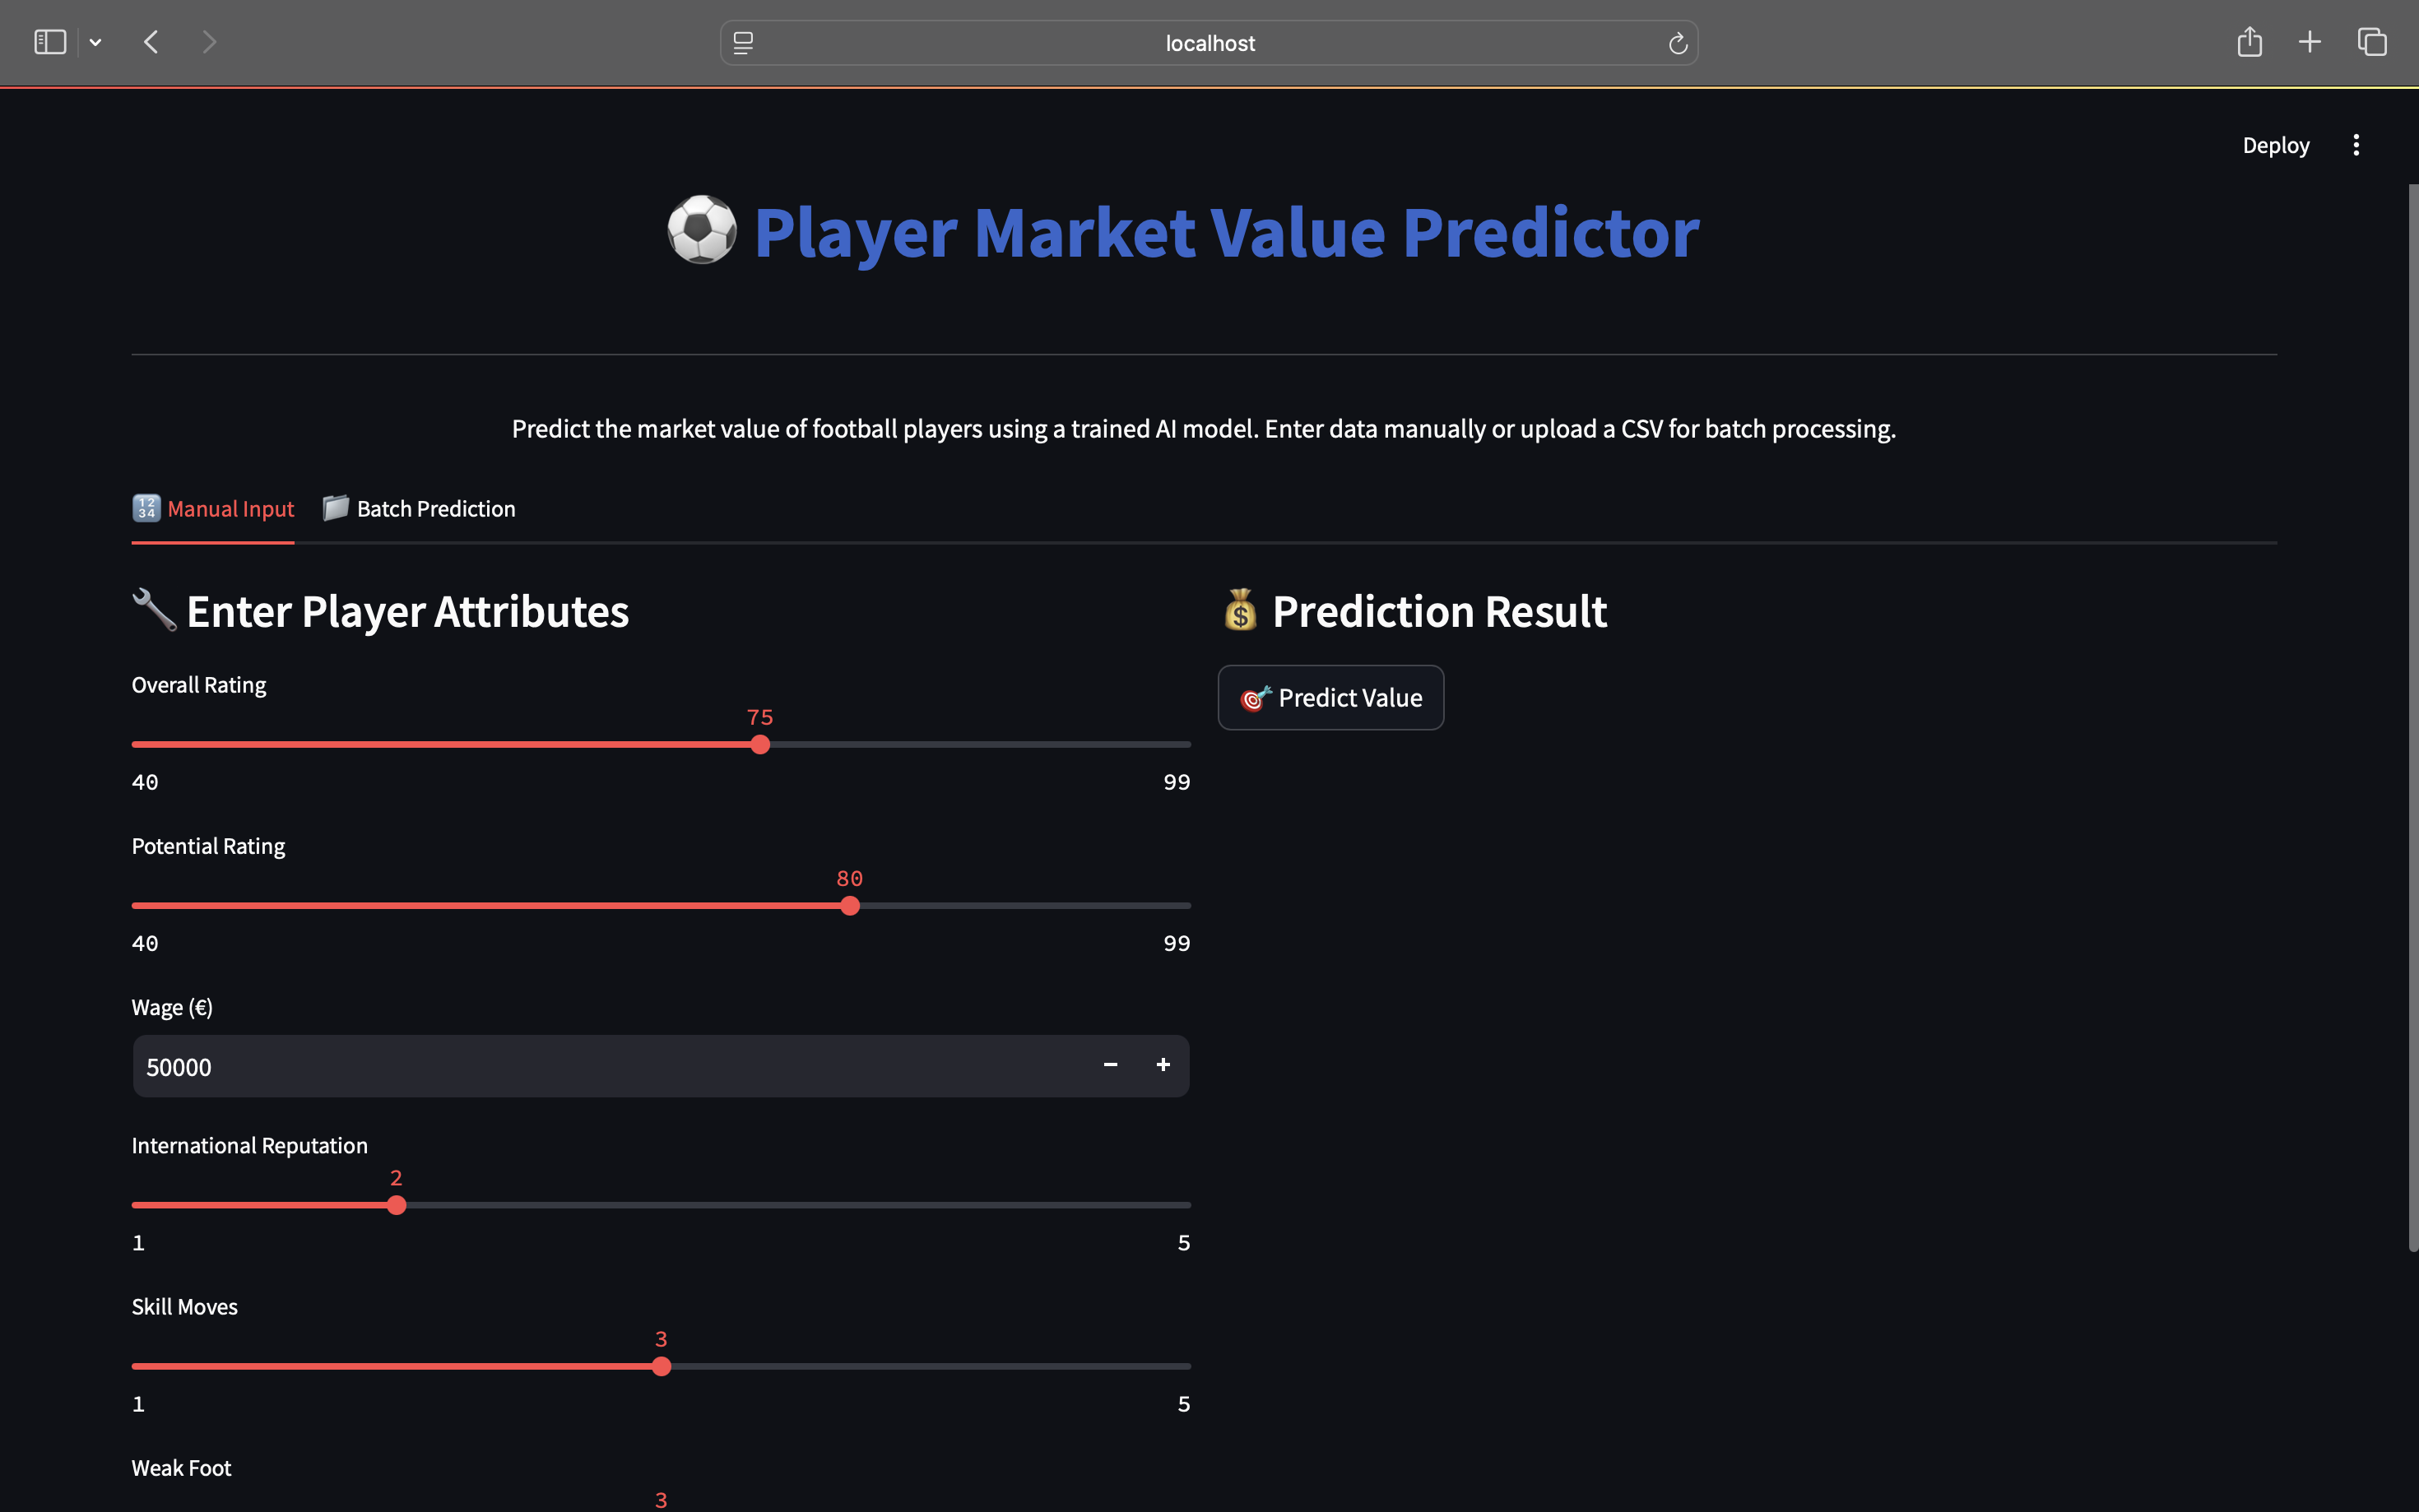 localhost
Deploy
Player Market Value Predictor
Predict the market value of football players using a trained AI model. Enter data manually or upload a CSV for batch processing.
Manual Input
Batch Prediction
Enter Player Attributes
Overall Rating
75
40
99
Potential Rating
80
40
99
Wage (€)
50000
International Reputation
2
1
5
Skill Moves
3
1
5
Weak Foot
3
Prediction Result
Predict Value